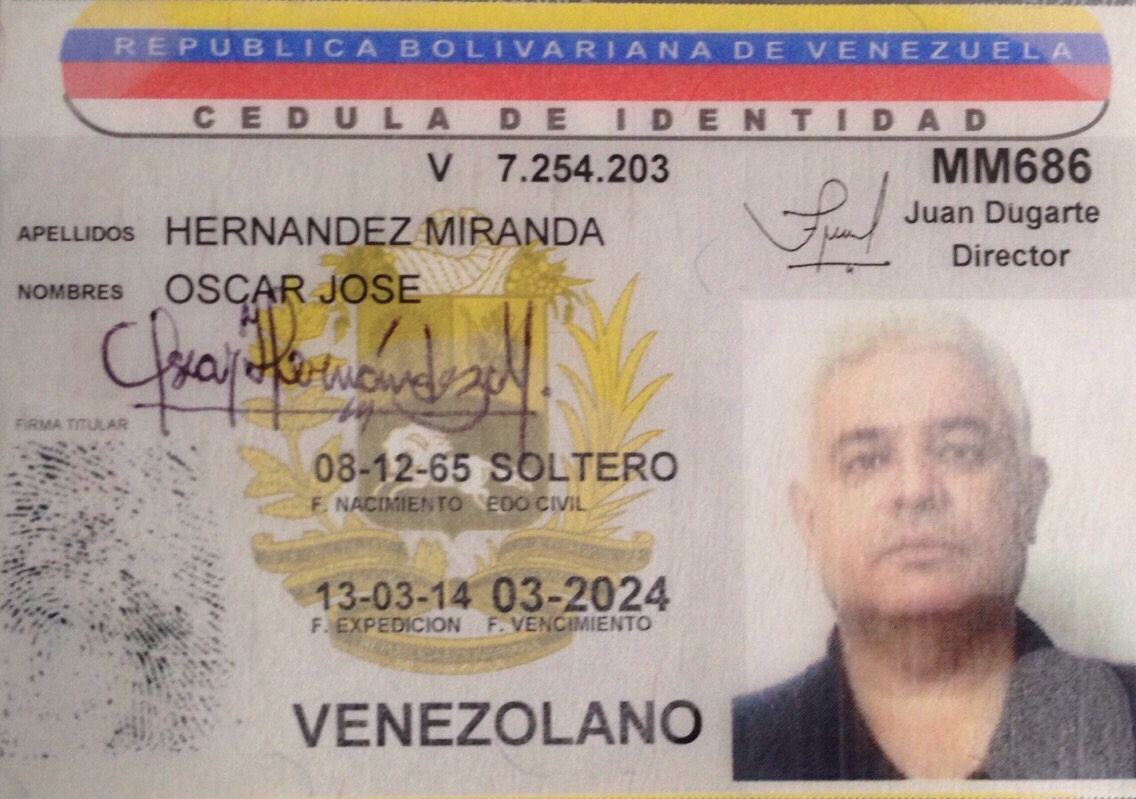 REPUBLICA BOLIVARIANA DE VENEZUELA
CEDULA DE IDENTIDAD
V 7.254.203
MM686
Juan Dugarte
Director
APELLIDOS HERNANDEZ MIRANDA
NOMBRES OSCAR JOSE
Oscar J Hernández M.
FIRMA TITULAR
08-12-65 SOLTERO
F. NACIMIENTO EDO CIVIL
13-03-14 03-2024
F. EXPEDICION F. VENCIMIENTO
VENEZOLANO